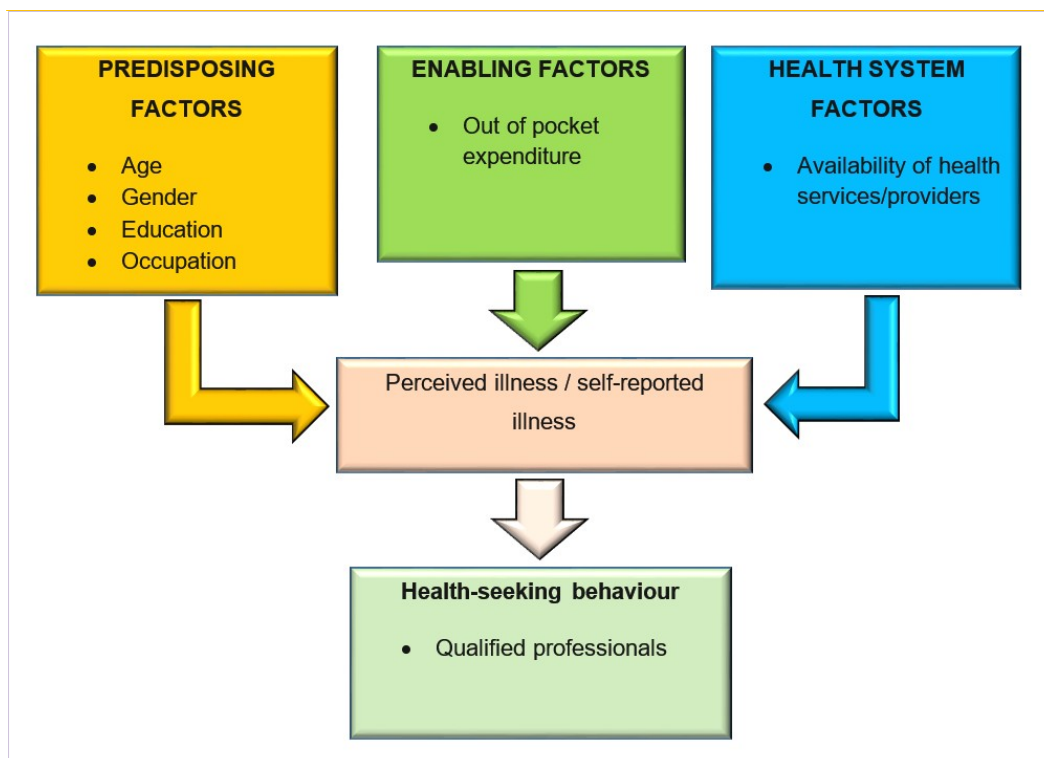 PREDISPOSING
FACTORS
• Age
• Gender
• Education
• Occupation
ENABLING FACTORS
• Out of pocket
expenditure
HEALTH SYSTEM
FACTORS
• Availability of health
services/providers
Perceived illness / self-reported
illness
Health-seeking behaviour
• Qualified professionals